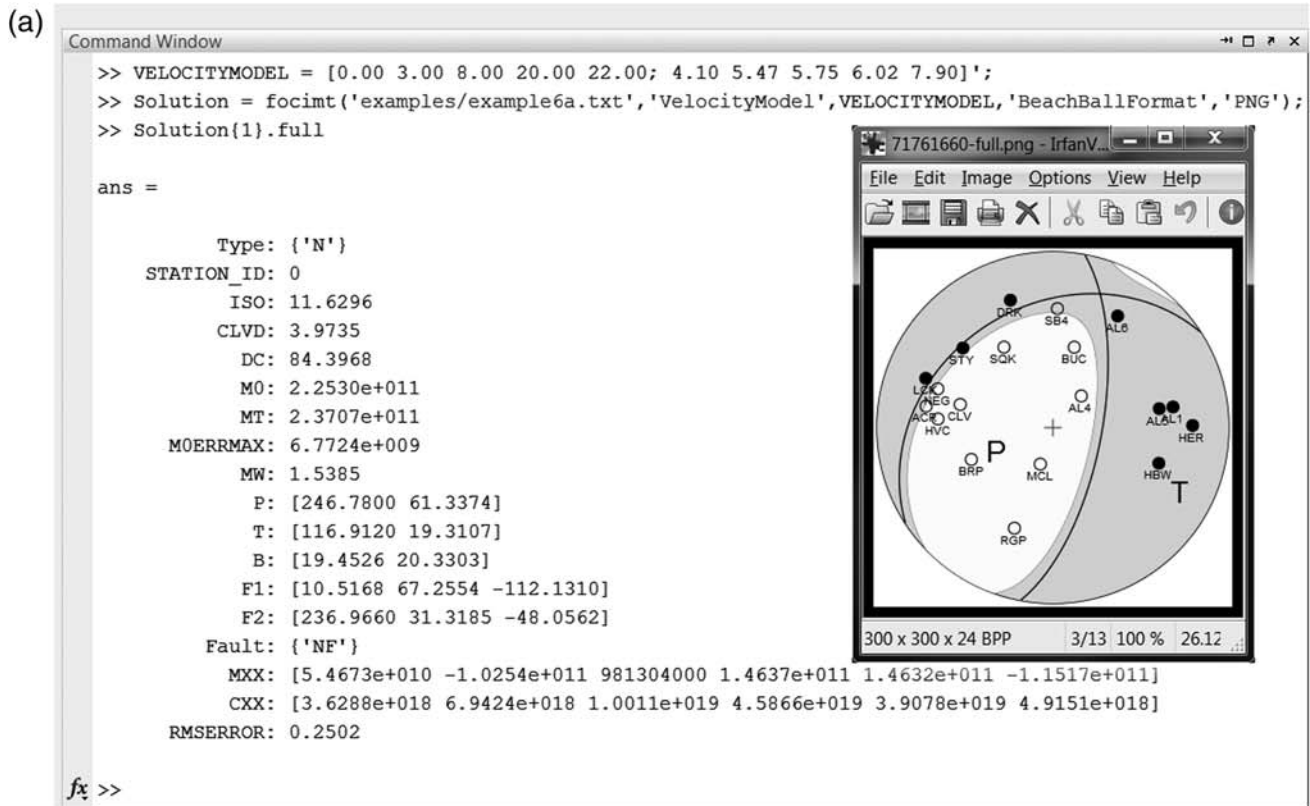 (a)
Command Window
>> VELOCITYMODEL = [0.00 3.00 8.00 20.00 22.00; 4.10 5.47 5.75 6.02 7.90]';
>> Solution = focimt('examples/example6a.txt','VelocityModel',VELOCITYMODEL,'BeachBallFormat','PNG');
>> Solution{1}.full
ans =
Type: {'N'}
STATION_ID: 0
ISO: 11.6296
CLVD: 3.9735
DC: 84.3968
M0: 2.2530e+011
MT: 2.3707e+011
M0ERRMAX: 6.7724e+009
MW: 1.5385
P: [246.7800 61.3374]
T: [116.9120 19.3107]
B: [19.4526 20.3303]
F1: [10.5168 67.2554 -112.1310]
F2: [236.9660 31.3185 -48.0562]
Fault: {'NF'}
MXX: [5.4673e+010 -1.0254e+011 981304000 1.4637e+011 1.4632e+011 -1.1517e+011]
CXX: [3.6288e+018 6.9424e+018 1.0011e+019 4.5866e+019 3.9078e+019 4.9151e+018]
RMSERROR: 0.2502
fx >>
71761660-full.png - IrfanV...
File Edit Image Options View Help
DRK
SB4
AL6
STY
SQK
BUC
LCK
NEG
ACR
CLV
HVC
AL4
AL5
AL1
HER
BRP
P
MCL
HBW
T
RGP
300 x 300 x 24 BPP 3/13 100 % 26.12